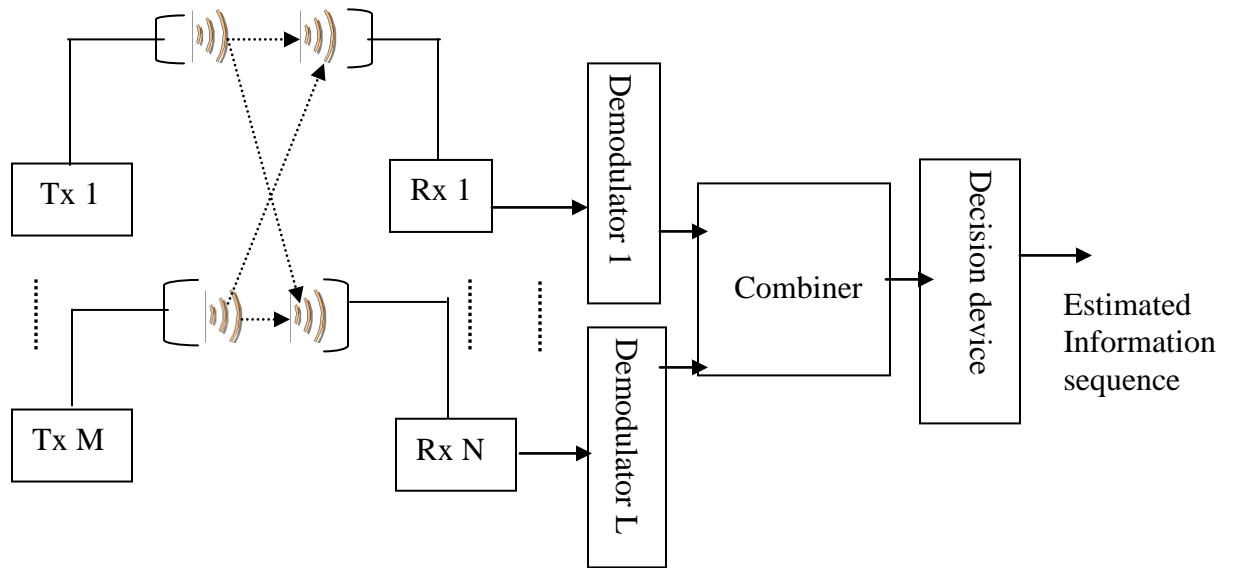 Tx 1
Rx 1
Demodulator 1
Combiner
Decision device
Estimated
Information
sequence
Tx M
Rx N
Demodulator L